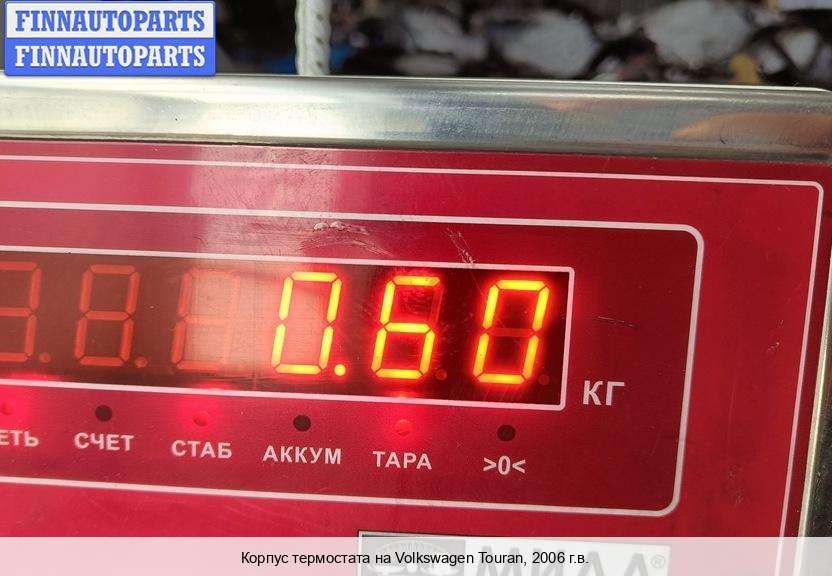 FINNAUTOPARTS
FINNAUTOPARTS
0.60
КГ
СЧЕТ СТАБ АККУМ ТАРА >0<
Корпус термостата на Volkswagen Touran, 2006 г.в.